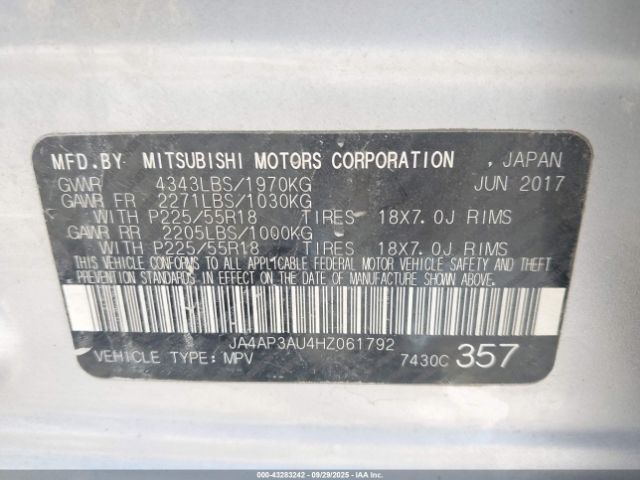 MFD.BY MITSUBISHI MOTORS CORPORATION , JAPAN
GVWR 4343LBS/1970KG JUN 2017
GAWR FR 2271LBS/1030KG
WITH P225/55R18 TIRES 18X7.0J RIMS
GAWR RR 2205LBS/1000KG
WITH P225/55R18 TIRES 18X7.0J RIMS
THIS VEHICLE CONFORMS TO ALL APPLICABLE FEDERAL MOTOR VEHICLE SAFETY AND THEFT
PREVENTION STANDARDS IN EFFECT ON THE DATE OF MANUFACTURE SHOWN ABOVE.
JA4AP3AU4HZ061792
VEHICLE TYPE: MPV 7430C 357
000-43283242 - 09/29/2025 - IAAI.com